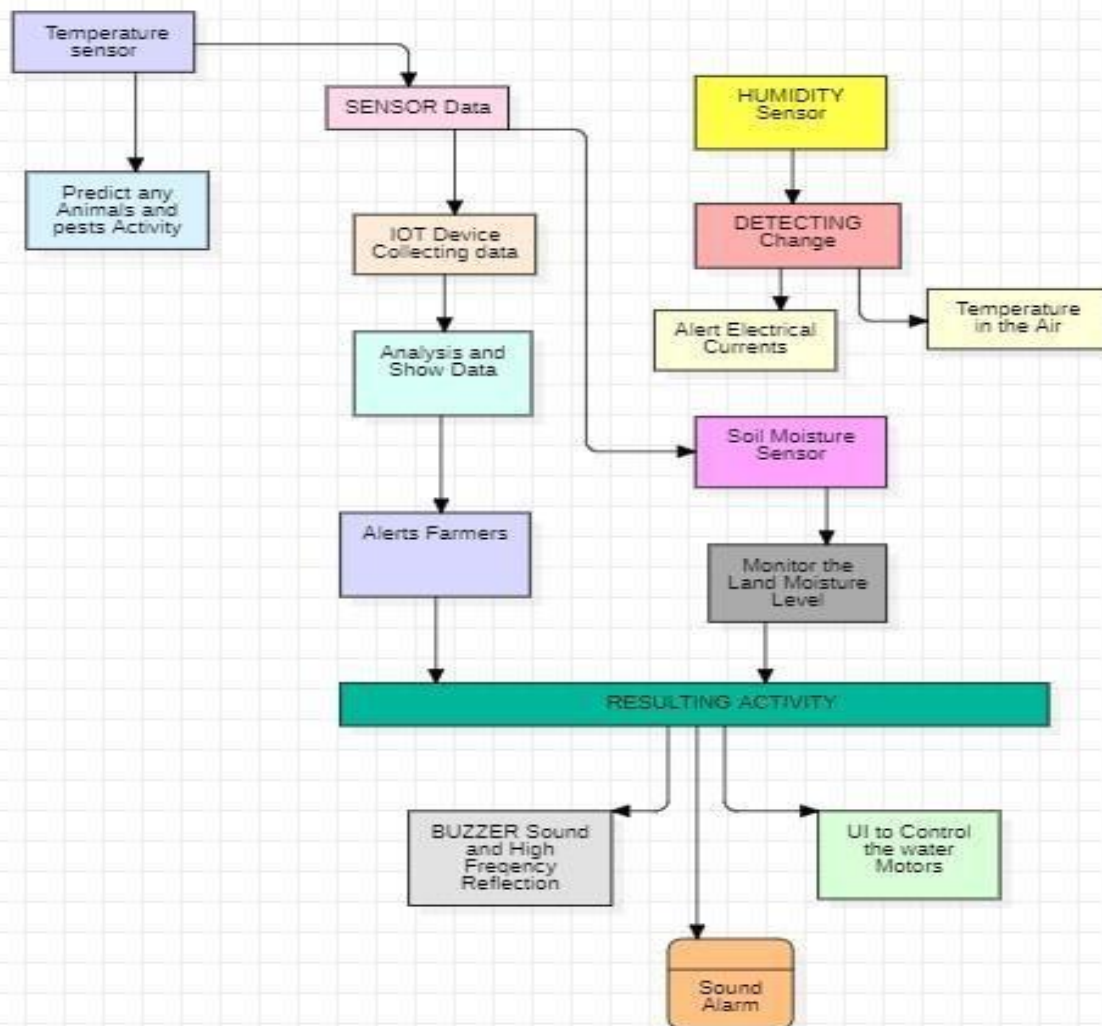 Temperature
sensor
SENSOR Data
HUMIDITY
Sensor
Predict any
Animals and
pests Activity
IOT Device
Collecting data
DETECTING
Change
Temperature
in the Air
Alert Electrical
Currents
Analysis and
Show Data
Soil Moisture
Sensor
Alerts Farmers
Monitor the
Land Moisture
Level
RESULTING ACTIVITY
BUZZER Sound
and High
Freqency
Reflection
UI to Control
the water
Motors
Sound
Alarm